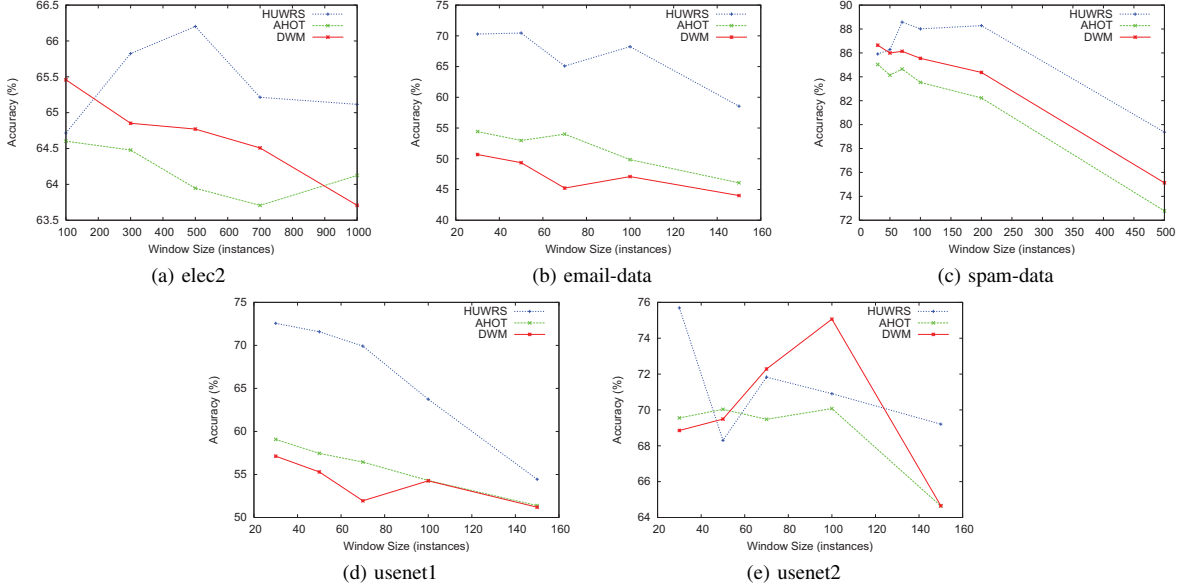 66.5
66
65.5
65
64.5
64
63.5
100 200 300 400 500 600 700 800 900 1000
Accuracy (%)
Window Size (instances)
HUWRS
AHOT
DWM
(a) elec2
75
70
65
60
55
50
45
40
20 40 60 80 100 120 140 160
Accuracy (%)
Window Size (instances)
HUWRS
AHOT
DWM
(b) email-data
90
88
86
84
82
80
78
76
74
72
0 50 100 150 200 250 300 350 400 450 500
Accuracy (%)
Window Size (instances)
HUWRS
AHOT
DWM
(c) spam-data
75
70
65
60
55
50
20 40 60 80 100 120 140 160
Accuracy (%)
Window Size (instances)
HUWRS
AHOT
DWM
(d) usenet1
76
74
72
70
68
66
64
20 40 60 80 100 120 140 160
Accuracy (%)
Window Size (instances)
HUWRS
AHOT
DWM
(e) usenet2